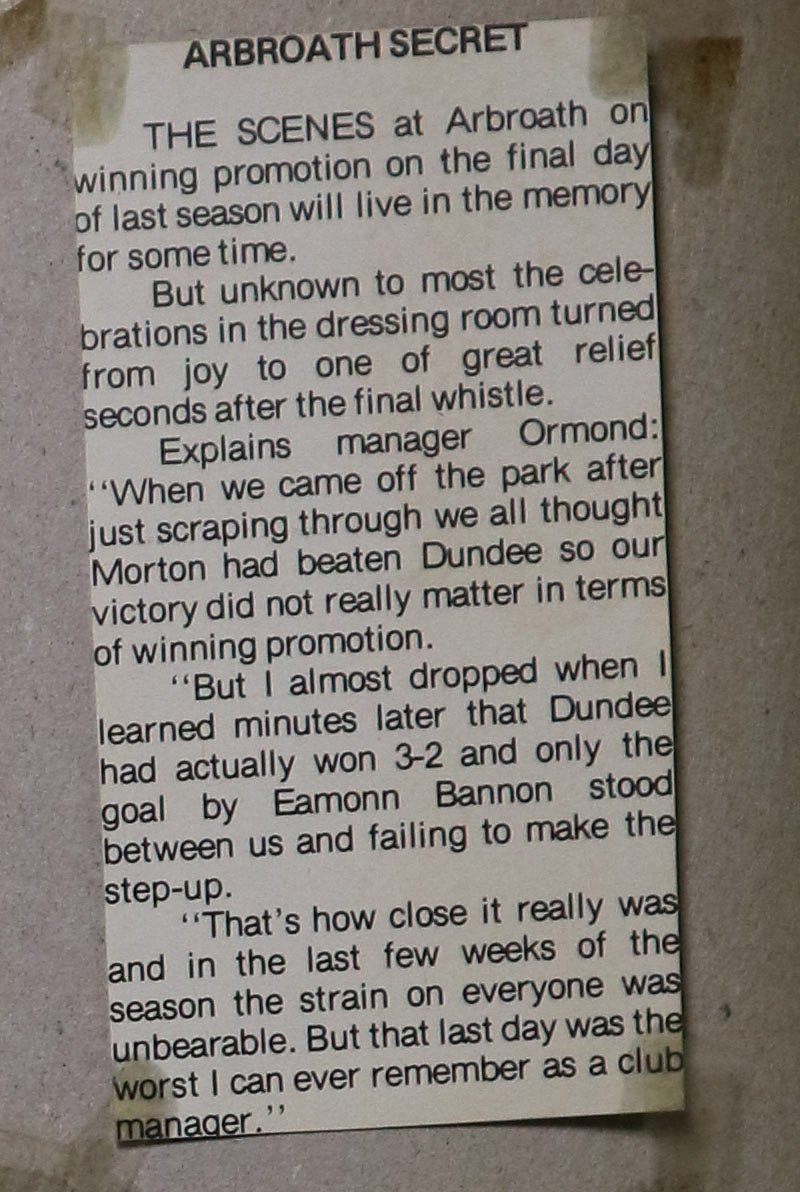 ARBROATH SECRET
THE SCENES at Arbroath on
winning promotion on the final day
of last season will live in the memory
for some time.
But unknown to most the cele-
brations in the dressing room turned
from joy to one of great relief
seconds after the final whistle.
Explains manager Ormond:
‘‘When we came off the park after
just scraping through we all thought
Morton had beaten Dundee so our
victory did not really matter in terms
of winning promotion.
‘‘But I almost dropped when I
learned minutes later that Dundee
had actually won 3-2 and only the
goal by Eamonn Bannon stood
between us and failing to make the
step-up.
‘‘That's how close it really was
and in the last few weeks of the
season the strain on everyone was
unbearable. But that last day was the
worst I can ever remember as a club
manager.’’